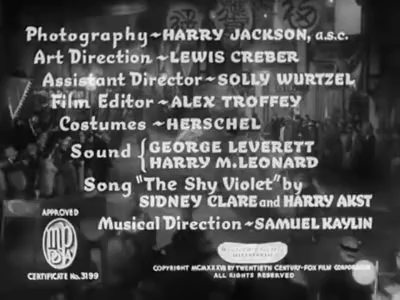 Photography~HARRY JACKSON, a.s.c.
Art Direction~LEWIS CREBER
Assistant Director~SOLLY WURTZEL
Film Editor~ALEX TROFFEY
Costumes~HERSCHEL
Sound { GEORGE LEVERETT
HARRY M. LEONARD
Song "The Shy Violet" by
SIDNEY CLARE and HARRY AKST
Musical Direction~SAMUEL KAYLIN
APPROVED
CERTIFICATE No. 3199
COPYRIGHT MCMXXXVII BY TWENTIETH CENTURY-FOX FILM CORPORATION
ALL RIGHTS RESERVED